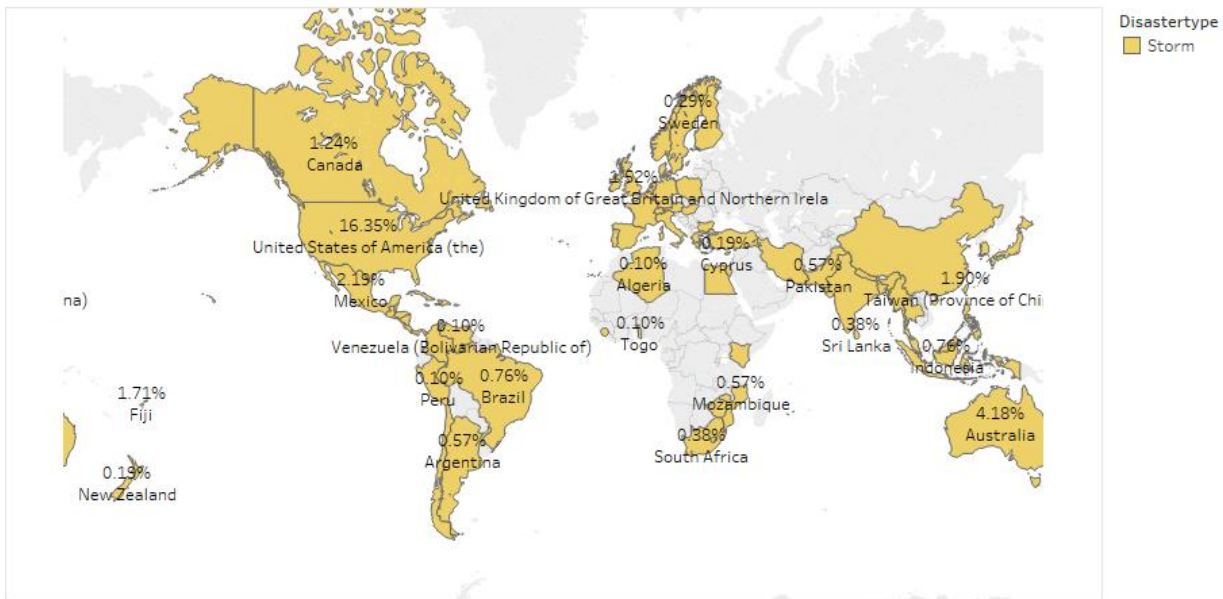 Disastertype
Storm
0.29%
Sweden
1.24%
Canada
1.52%
United Kingdom of Great Britain and Northern Irela
16.35%
United States of America (the)
0.19%
Cyprus
0.10%
Algeria
0.57%
Pakistan
2.19%
Mexico
1.90%
Taiwan (Province of Chi
na)
0.10%
Venezuela (Bolivarian Republic of)
0.10%
Togo
0.38%
Sri Lanka
0.76%
Indonesia
0.10%
Peru
0.76%
Brazil
0.57%
Mozambique
1.71%
Fiji
4.18%
Australia
0.57%
Argentina
0.38%
South Africa
0.19%
New Zealand